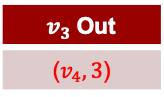 v₃ Out
(v₄, 3)